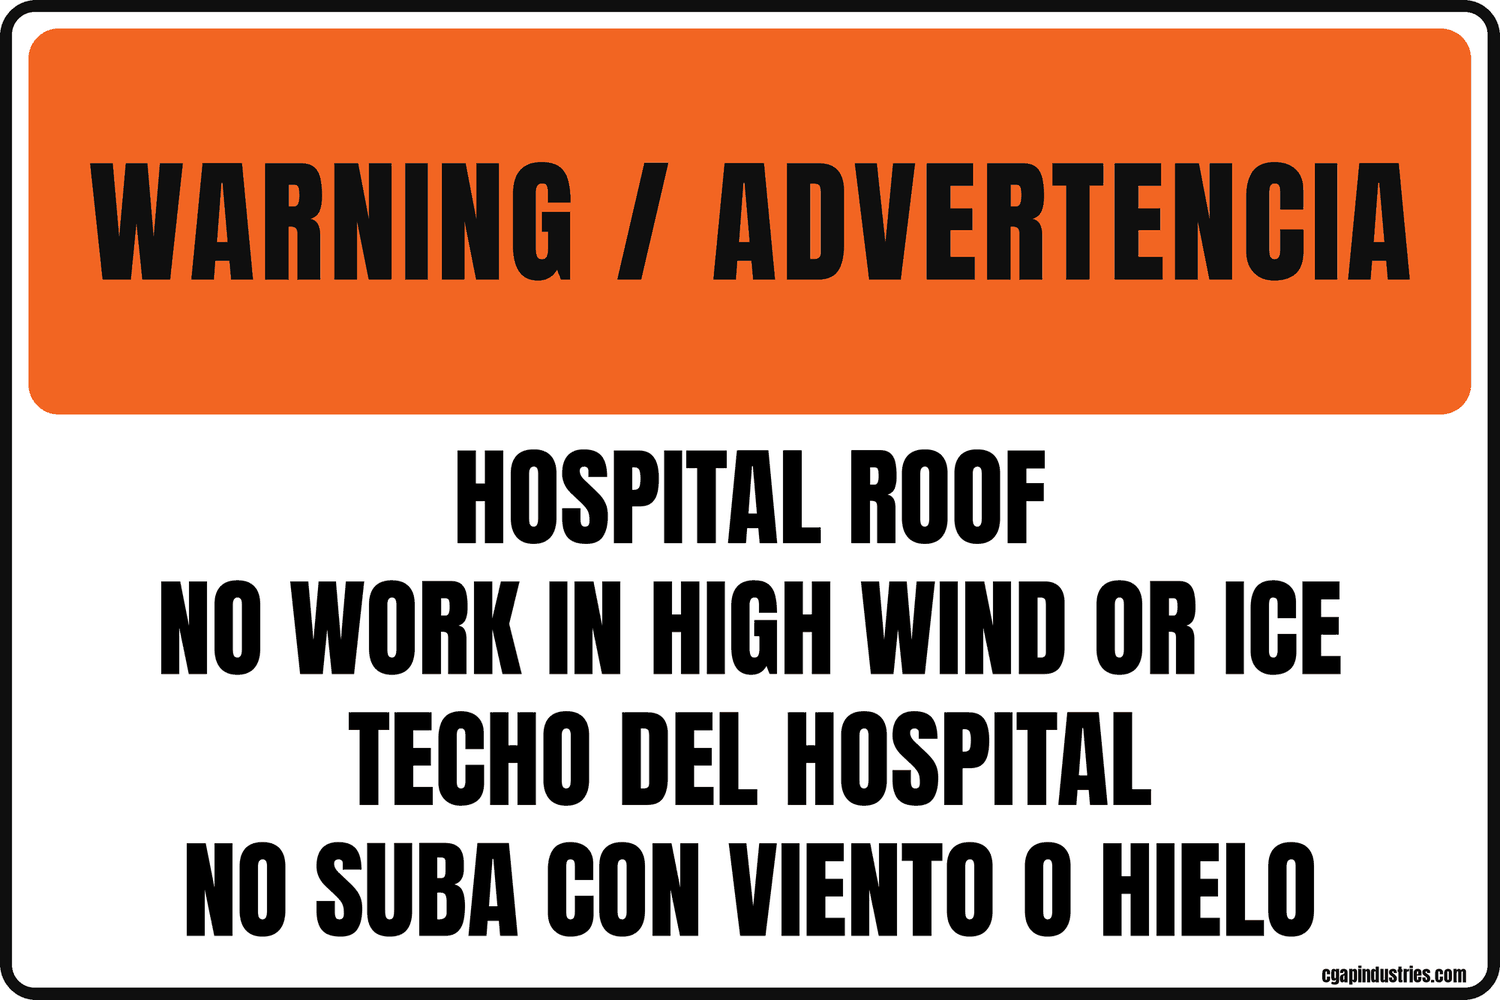 WARNING / ADVERTENCIA
HOSPITAL ROOF
NO WORK IN HIGH WIND OR ICE
TECHO DEL HOSPITAL
NO SUBA CON VIENTO O HIELO
cgapindustries.com